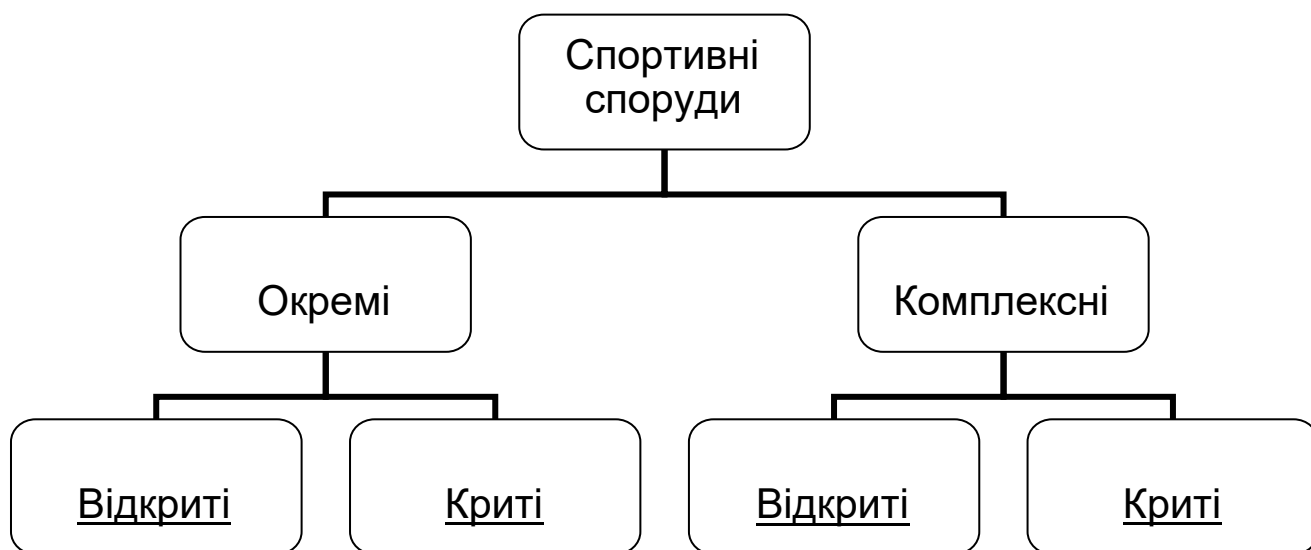 Спортивні
споруди
Окремі
Комплексні
Відкриті
Криті
Відкриті
Криті